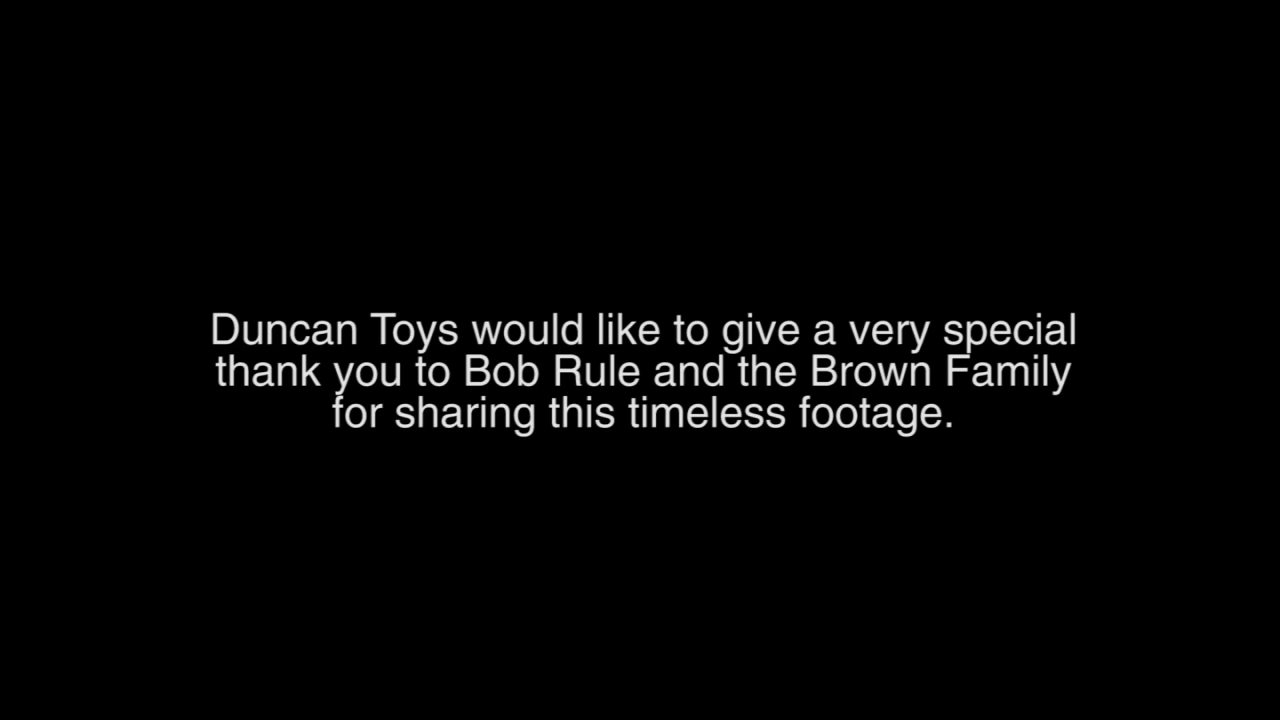 Duncan Toys would like to give a very special
thank you to Bob Rule and the Brown Family
for sharing this timeless footage.